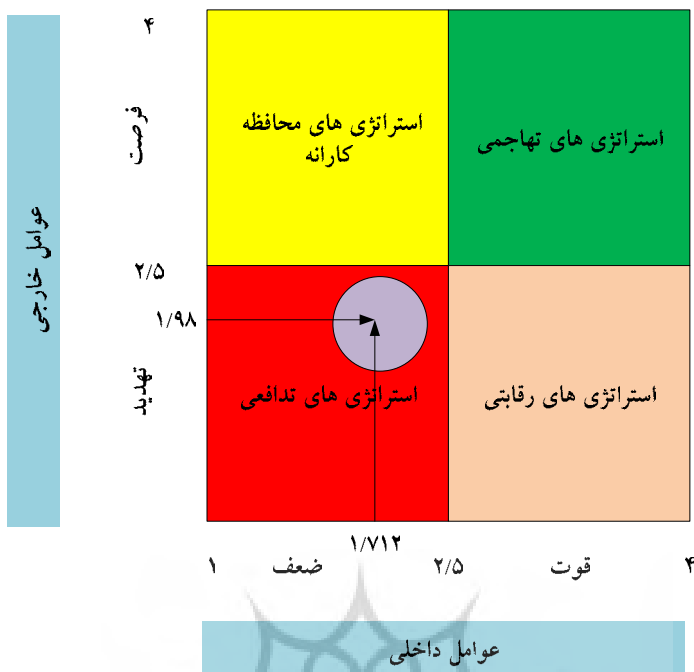 ۴
فرصت
استراتژی های محافظه
کارانه
استراتژی های تهاجمی
عوامل خارجی
۲/۵
۱/۹۸
تهدید
استراتژی های تدافعی
استراتژی های رقابتی
۱/۷۱۲
۱
ضعف
۲/۵
قوت
۴
عوامل داخلی